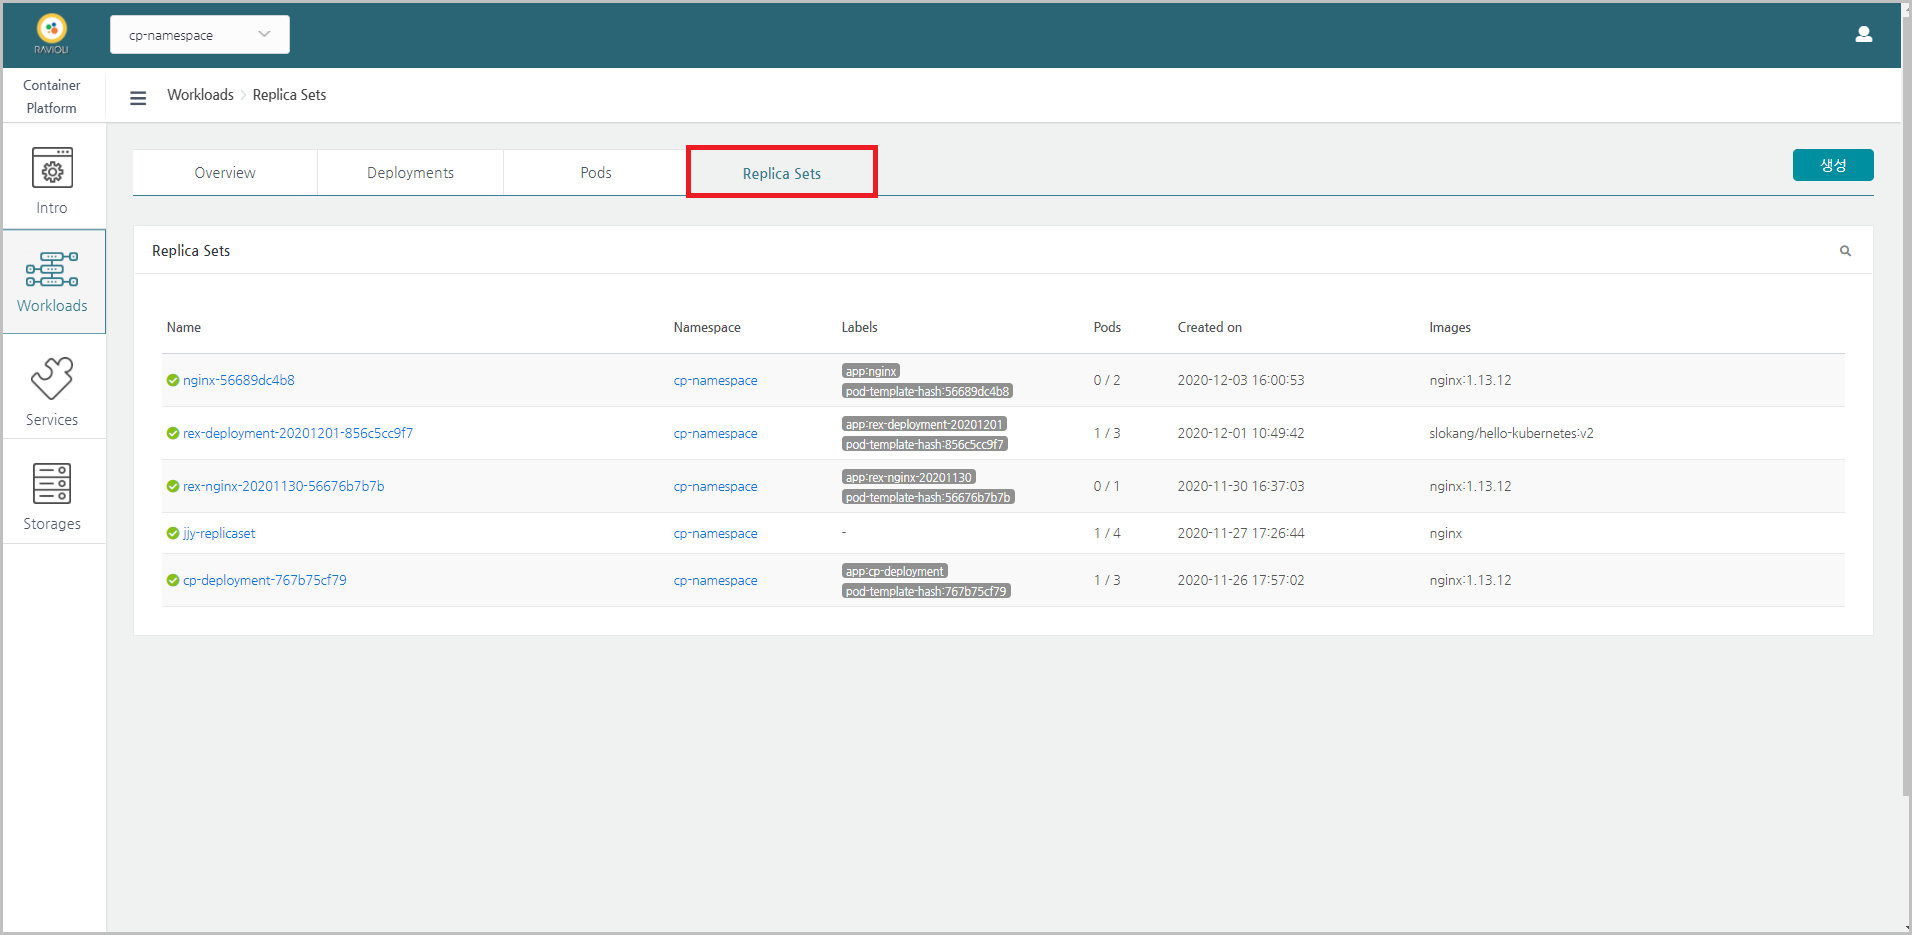 RAVIOLI
cp-namespace
Container
Platform
Workloads > Replica Sets
Intro
Workloads
Services
Storages
Overview
Deployments
Pods
Replica Sets
생성
Replica Sets
Name Namespace Labels Pods Created on Images
nginx-56689dc4b8 cp-namespace app:nginx pod-template-hash:56689dc4b8 0 / 2 2020-12-03 16:00:53 nginx:1.13.12
rex-deployment-20201201-856c5cc9f7 cp-namespace app:rex-deployment-20201201 pod-template-hash:856c5cc9f7 1 / 3 2020-12-01 10:49:42 slokang/hello-kubernetes:v2
rex-nginx-20201130-56676b7b7b cp-namespace app:rex-nginx-20201130 pod-template-hash:56676b7b7b 0 / 1 2020-11-30 16:37:03 nginx:1.13.12
jjy-replicaset cp-namespace - 1 / 4 2020-11-27 17:26:44 nginx
cp-deployment-767b75cf79 cp-namespace app:cp-deployment pod-template-hash:767b75cf79 1 / 3 2020-11-26 17:57:02 nginx:1.13.12